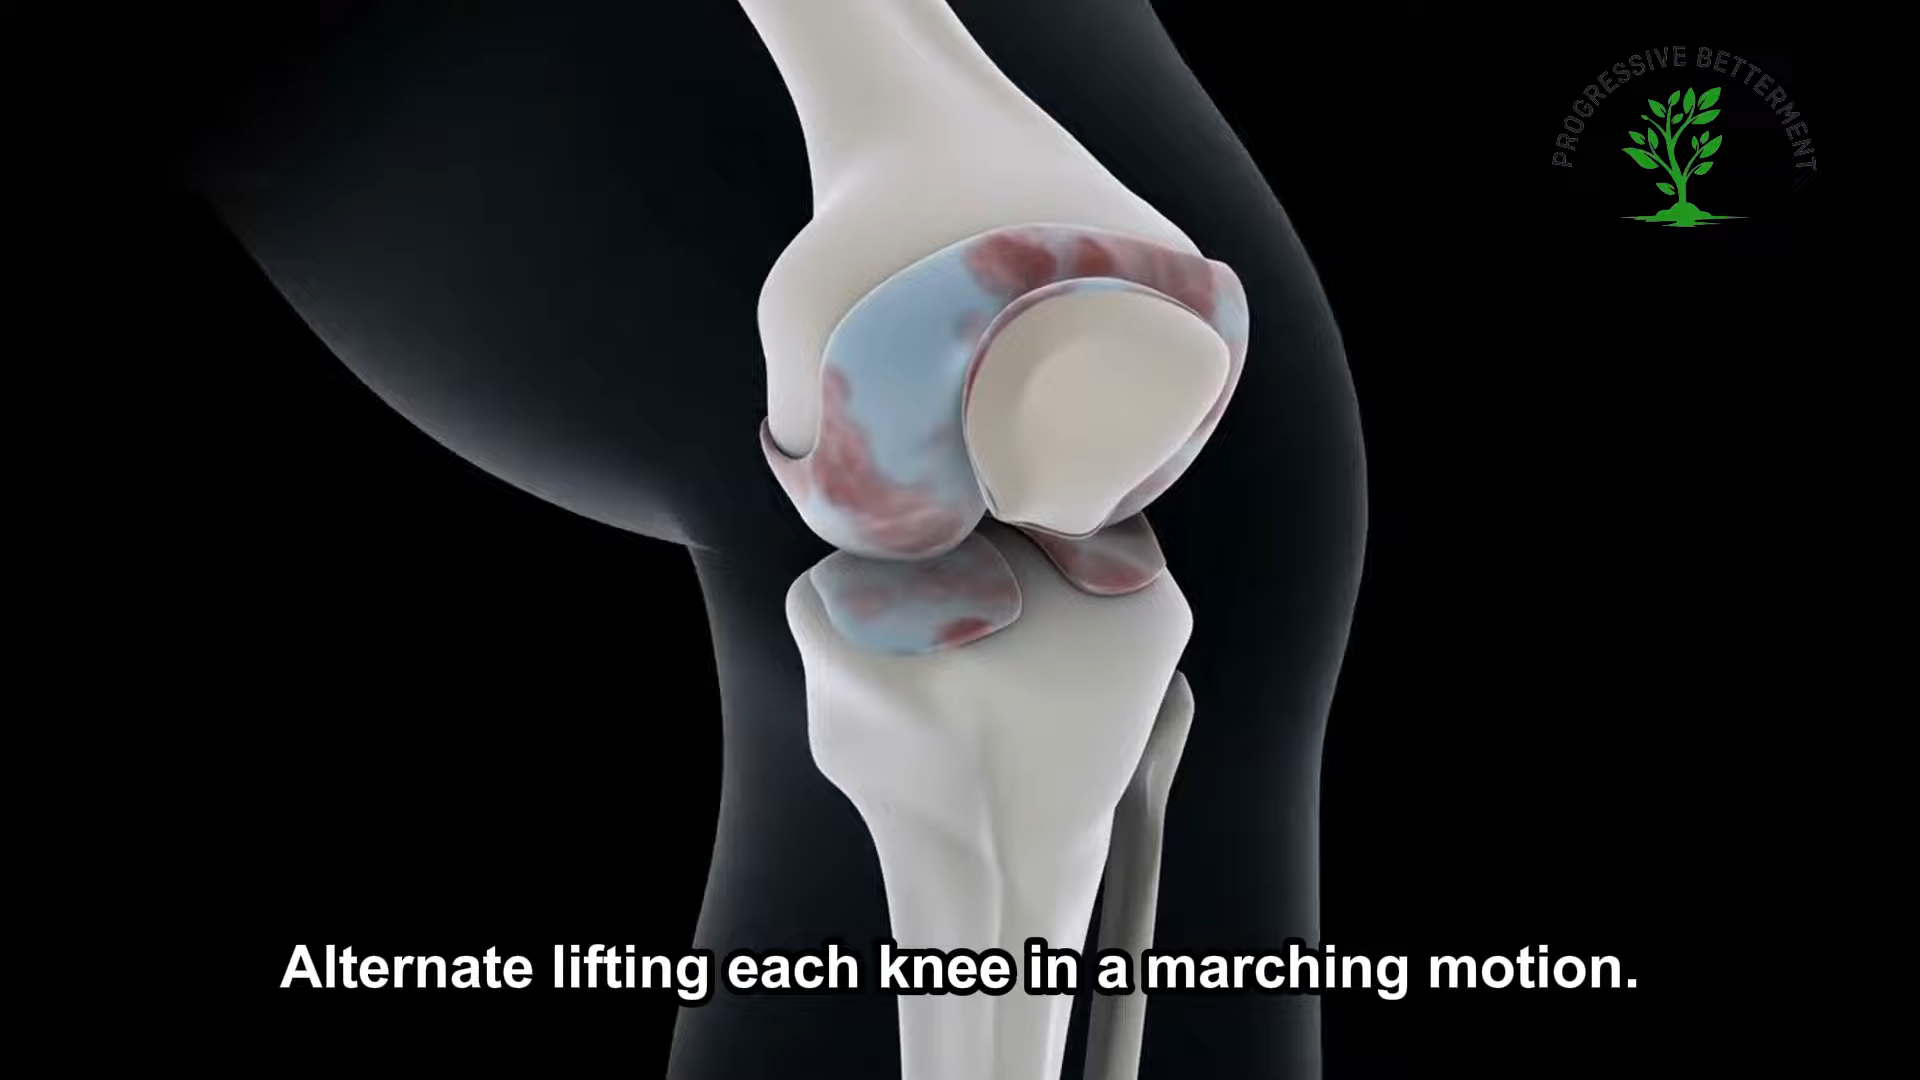 PROGRESSIVE BETTERMENT
Alternate lifting each knee in a marching motion.